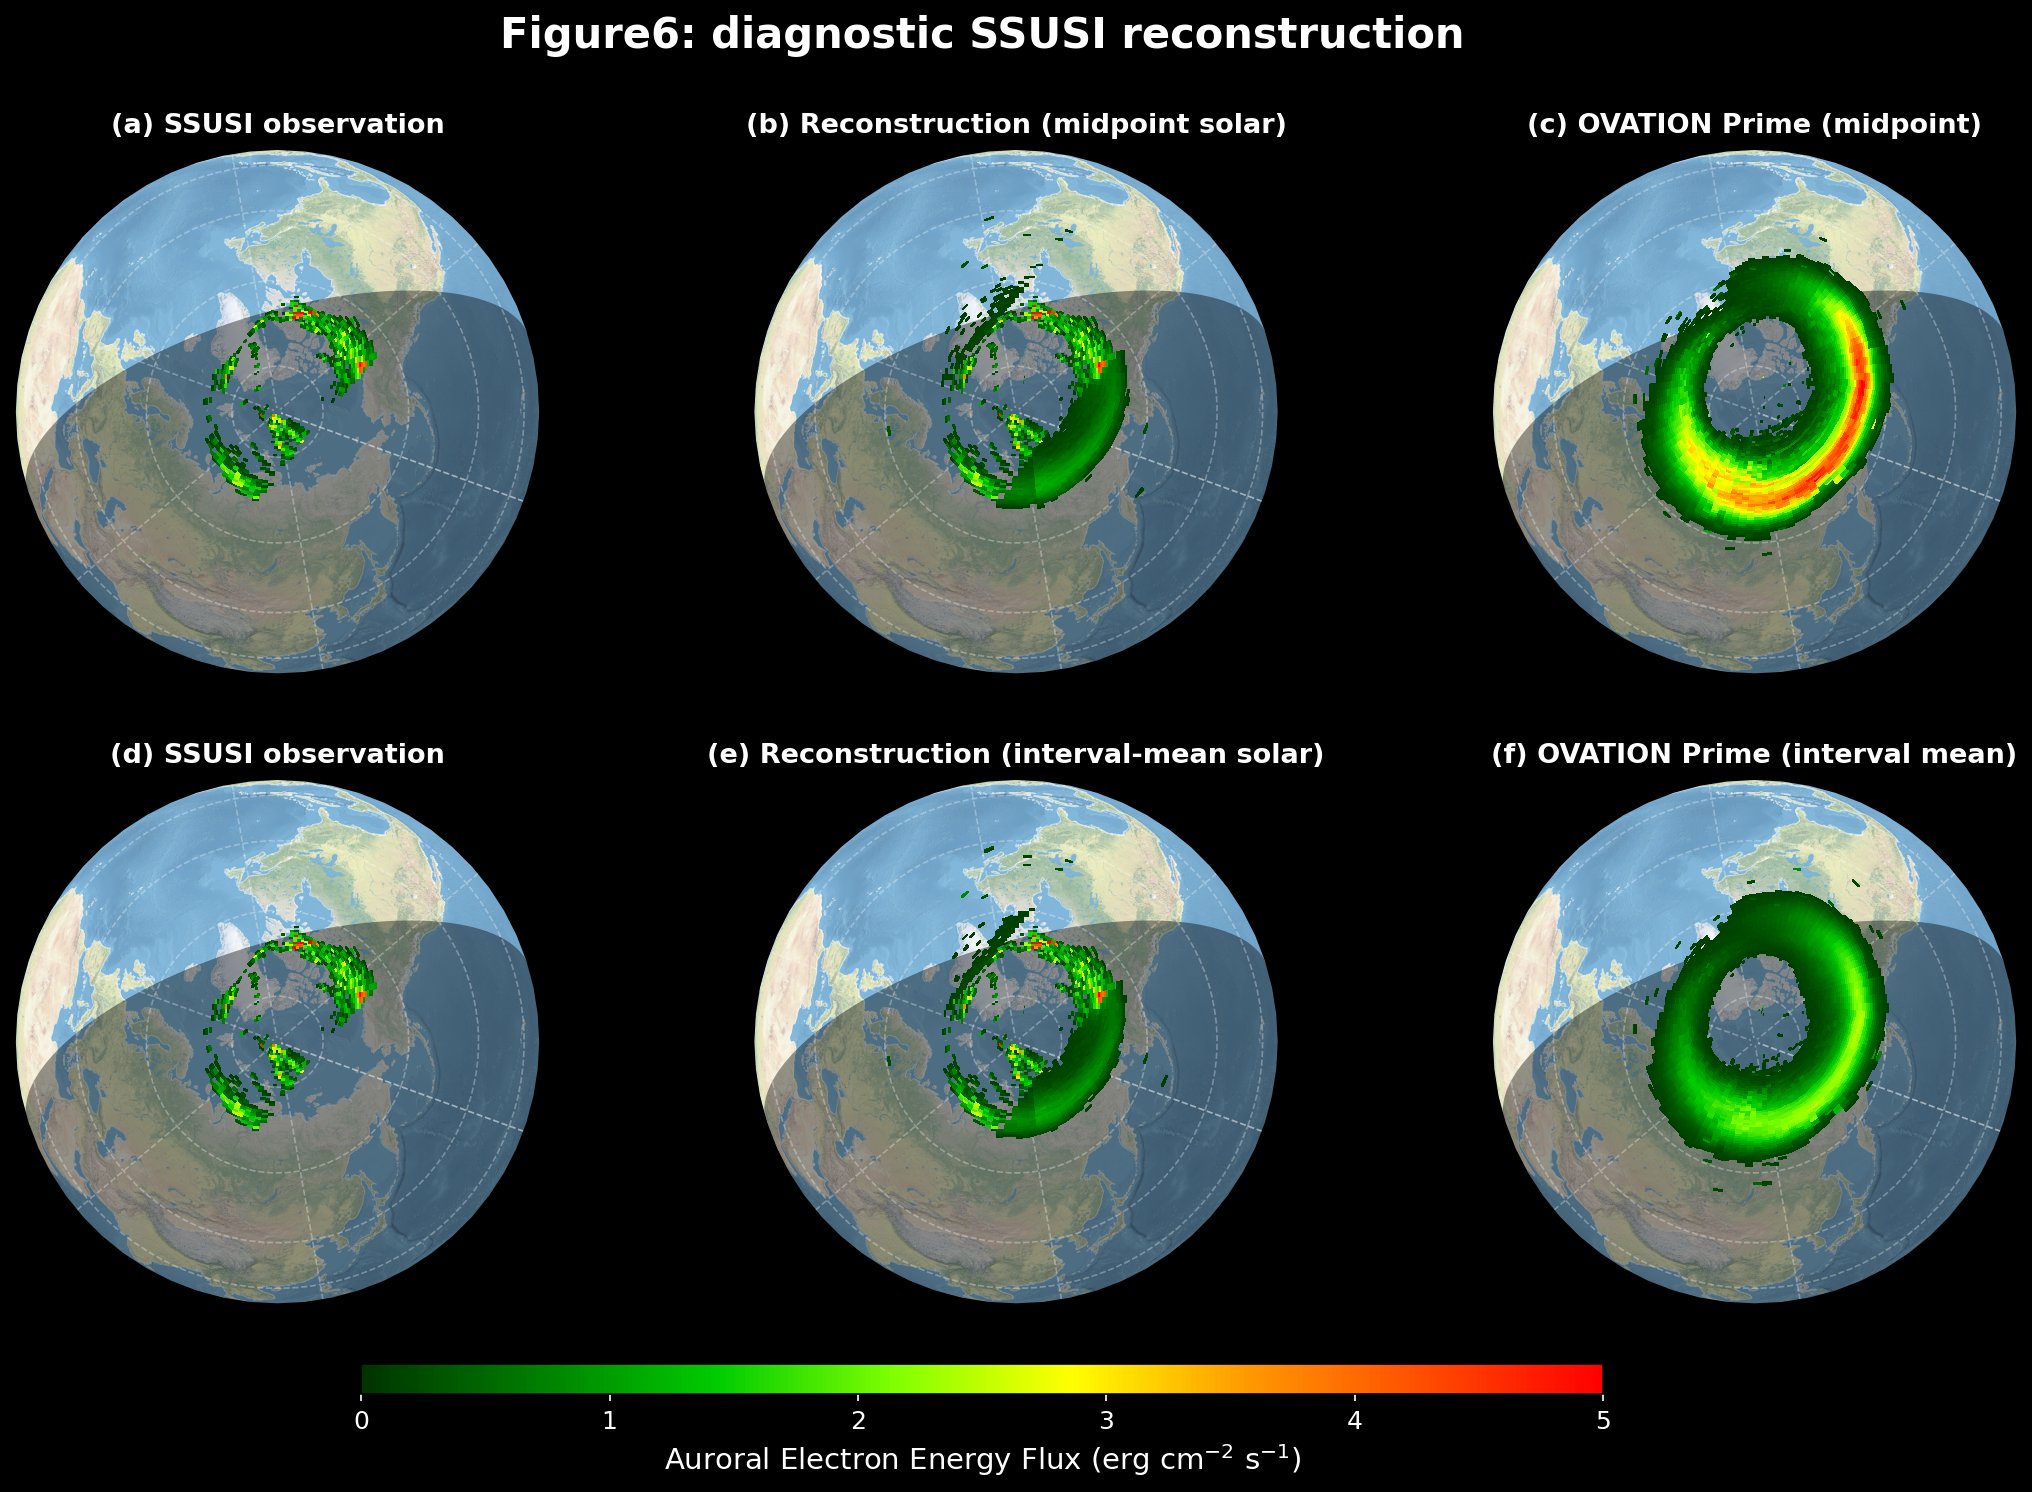 Figure6: diagnostic SSUSI reconstruction
(a) SSUSI observation
(b) Reconstruction (midpoint solar)
(c) OVATION Prime (midpoint)
(d) SSUSI observation
(e) Reconstruction (interval-mean solar)
(f) OVATION Prime (interval mean)
0 1 2 3 4 5
Auroral Electron Energy Flux (erg cm⁻² s⁻¹)